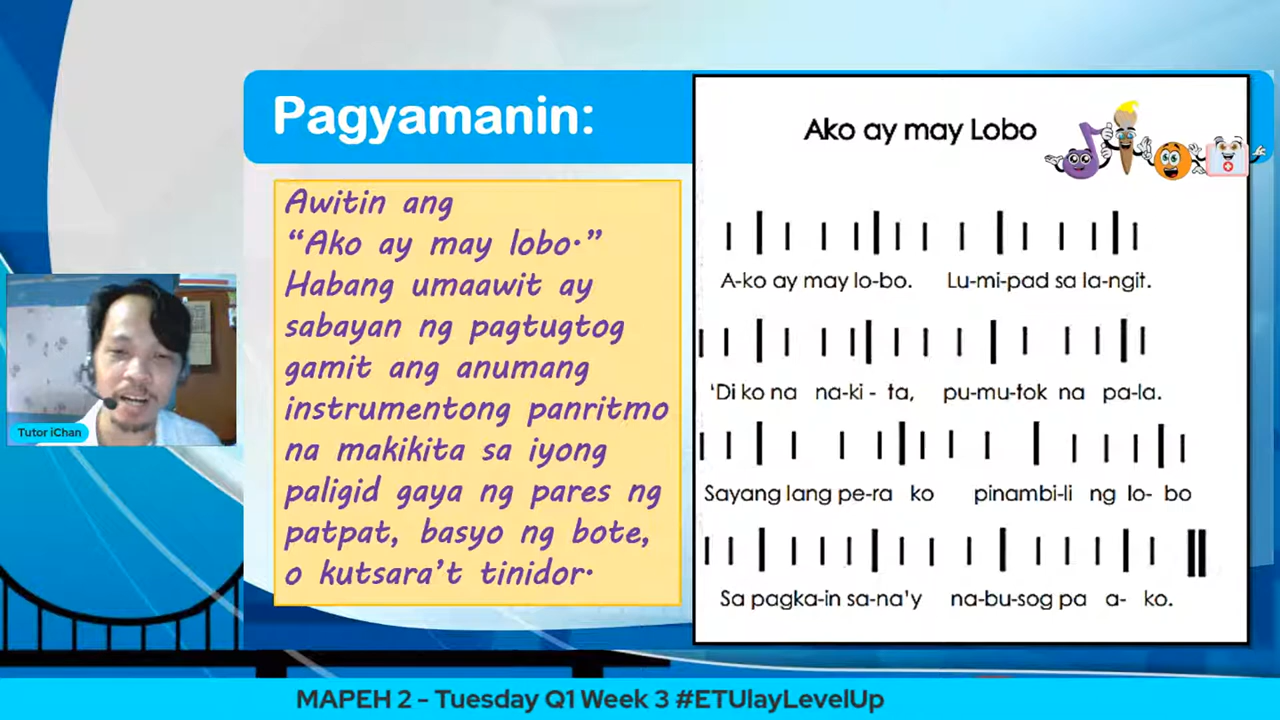 Pagyamanin:
Awitin ang
“Ako ay may lobo.”
Habang umaawit ay
sabayan ng pagtugtog
gamit ang anumang
instrumentong panritmo
na makikita sa iyong
paligid gaya ng pares ng
patpat, basyo ng bote,
o kutsara’t tinidor.
Ako ay may Lobo
A-ko ay may lo-bo. Lu-mi-pad sa la-ngit.
‘Di ko na na-ki - ta, pu-mu-tok na pa-la.
Sayang lang pe-ra ko pinambi-li ng lo- bo
Sa pagka-in sa-na'y na-bu-sog pa a- ko.
Tutor iChan
MAPEH 2 - Tuesday Q1 Week 3 #ETUlayLevelUp